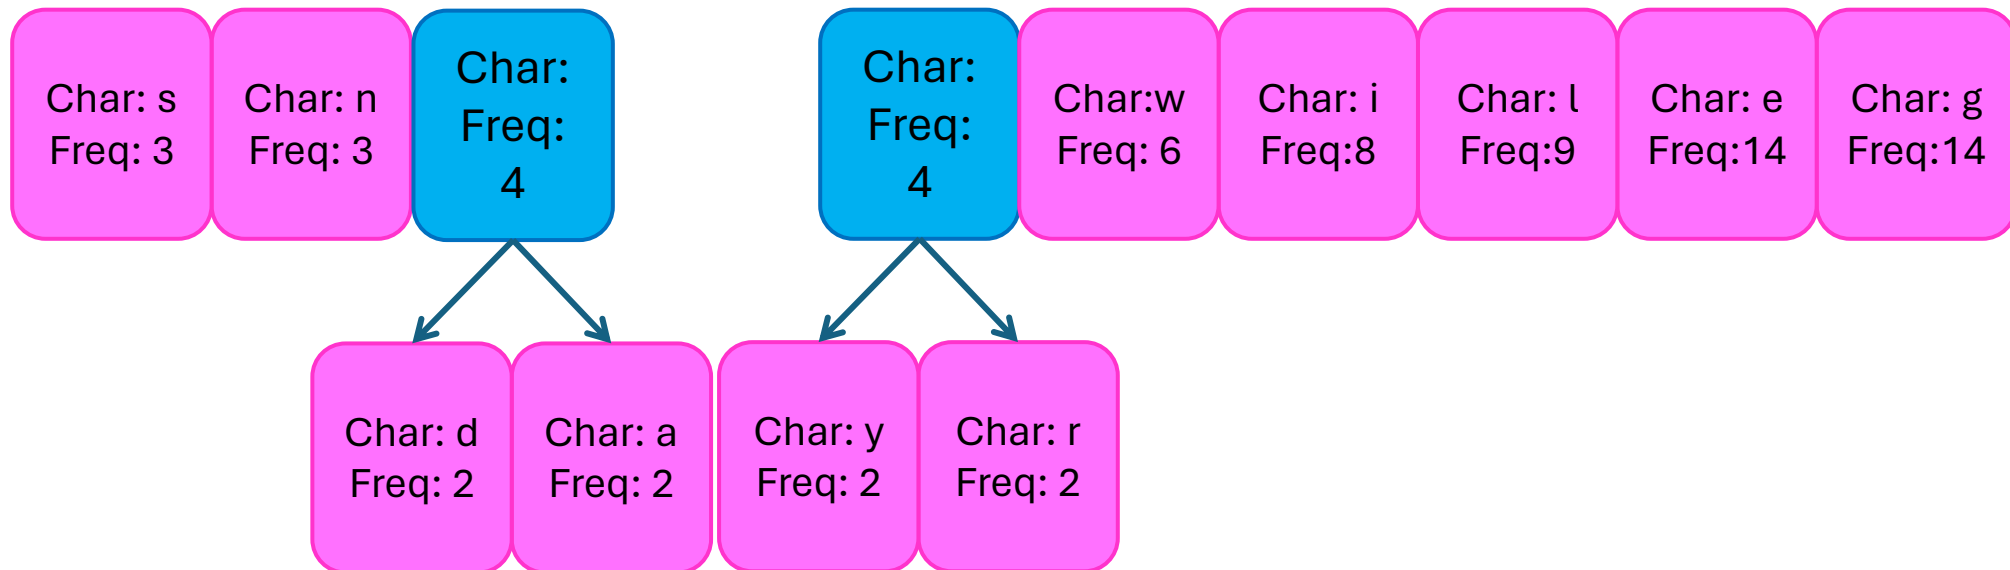 Char: s
Freq: 3
Char: n
Freq: 3
Char:
Freq:
4
Char:
Freq:
4
Char:w
Freq: 6
Char: i
Freq:8
Char: l
Freq:9
Char: e
Freq:14
Char: g
Freq:14
Char: d
Freq: 2
Char: a
Freq: 2
Char: y
Freq: 2
Char: r
Freq: 2